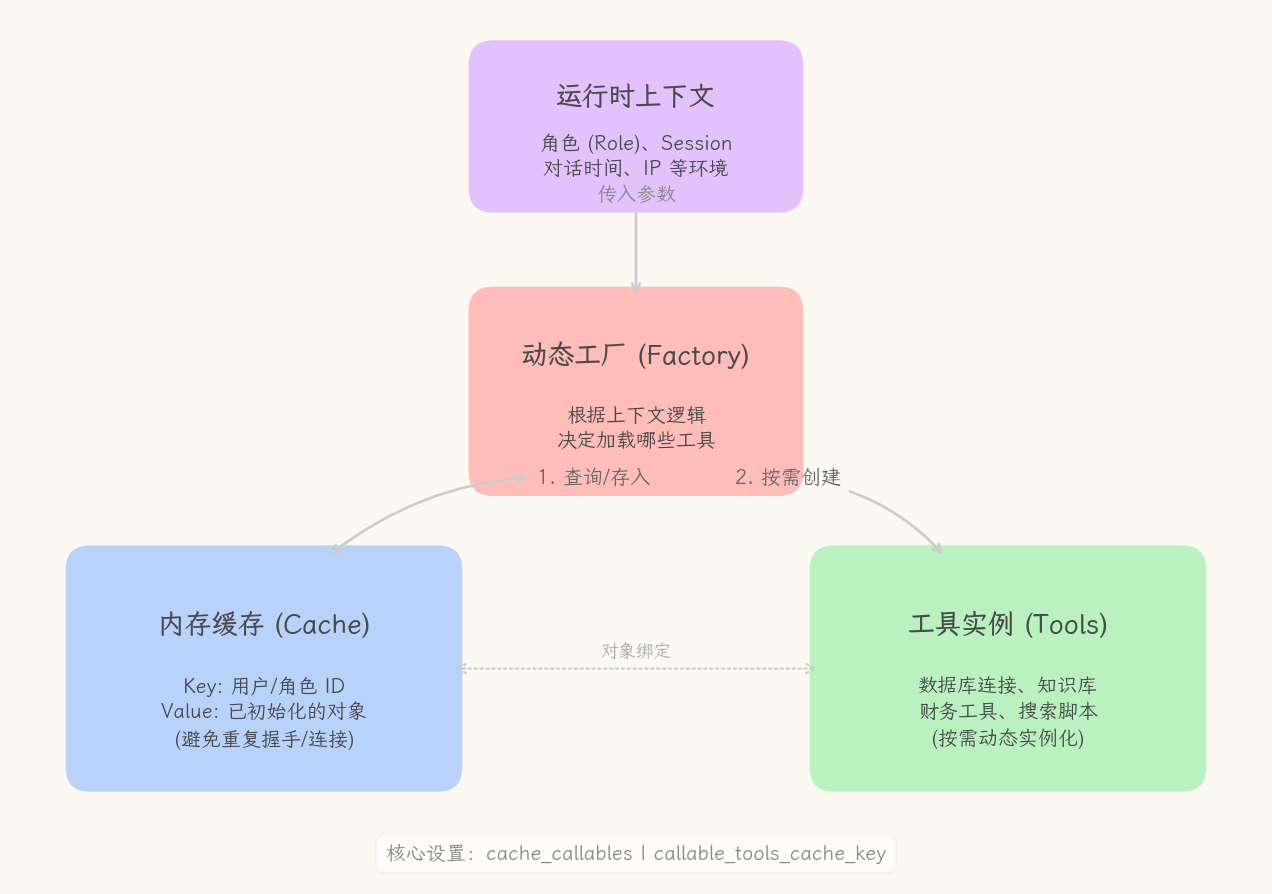 运行时上下文
角色 (Role)、Session
对话时间、IP 等环境
传入参数
动态工厂 (Factory)
根据上下文逻辑
决定加载哪些工具
1. 查询/存入
2. 按需创建
内存缓存 (Cache)
Key: 用户/角色 ID
Value: 已初始化的对象
(避免重复握手/连接)
对象绑定
工具实例 (Tools)
数据库连接、知识库
财务工具、搜索脚本
(按需动态实例化)
核心设置: cache_callables | callable_tools_cache_key